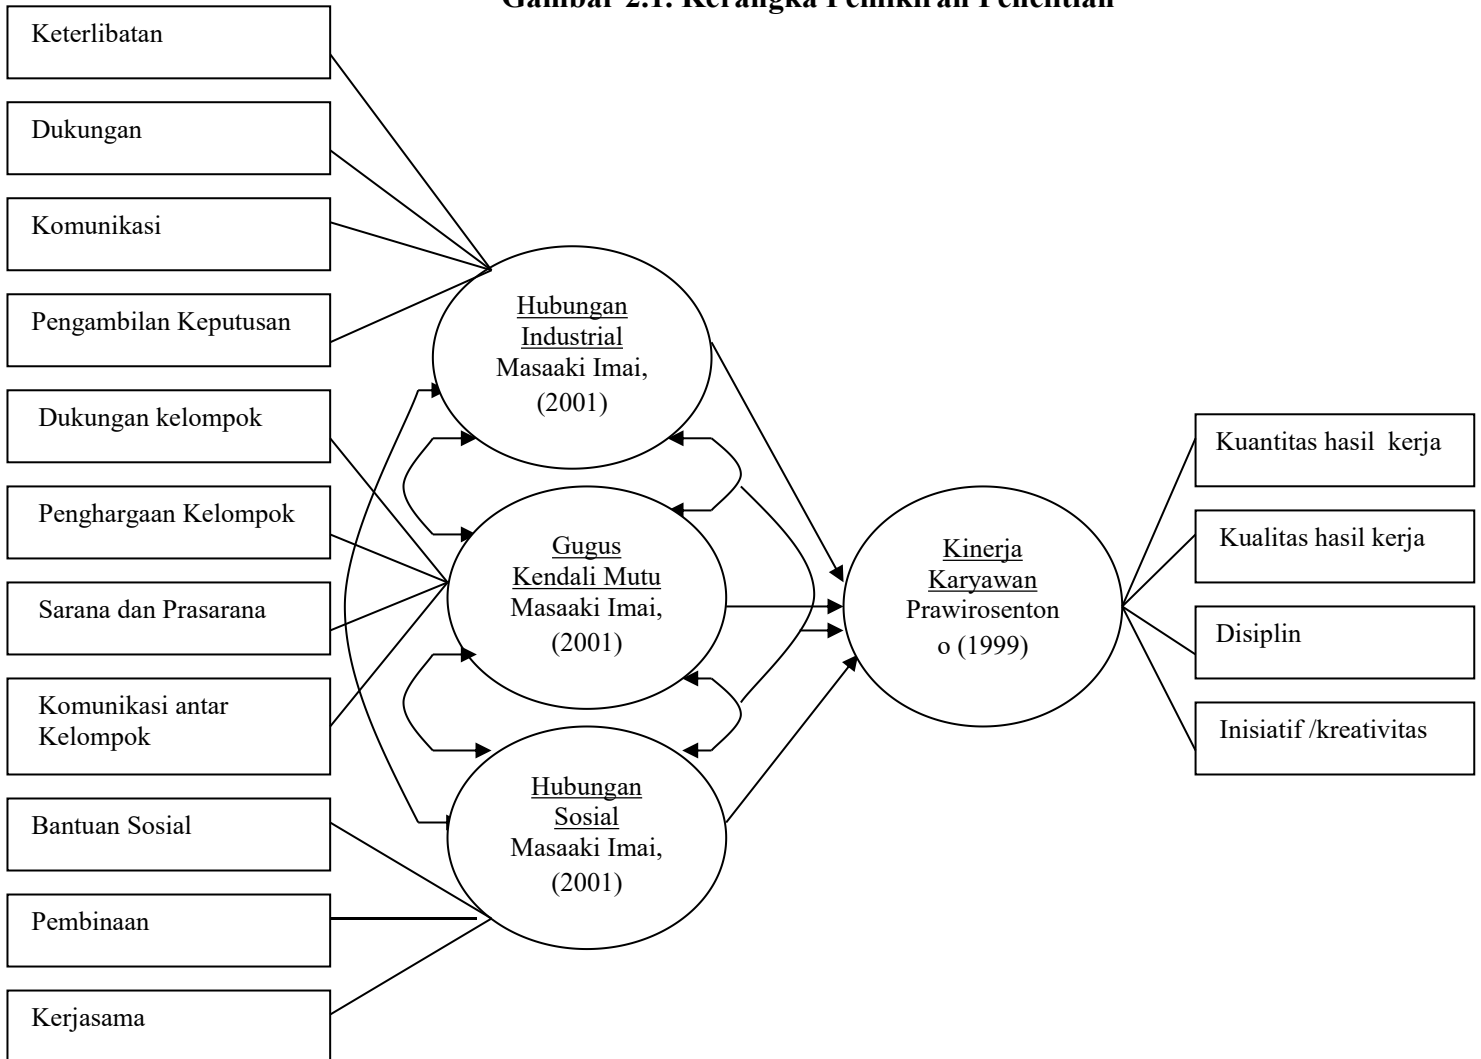 Gambar 2.1. Kerangka Pemikiran Penelitian
Keterlibatan
Dukungan
Komunikasi
Pengambilan Keputusan
Dukungan kelompok
Penghargaan Kelompok
Sarana dan Prasarana
Komunikasi antar
Kelompok
Bantuan Sosial
Pembinaan
Kerjasama
Hubungan
Industrial
Masaaki Imai,
(2001)
Gugus
Kendali Mutu
Masaaki Imai,
(2001)
Hubungan
Sosial
Masaaki Imai,
(2001)
Kinerja
Karyawan
Prawirosenton
o (1999)
Kuantitas hasil  kerja
Kualitas hasil kerja
Disiplin
Inisiatif /kreativitas